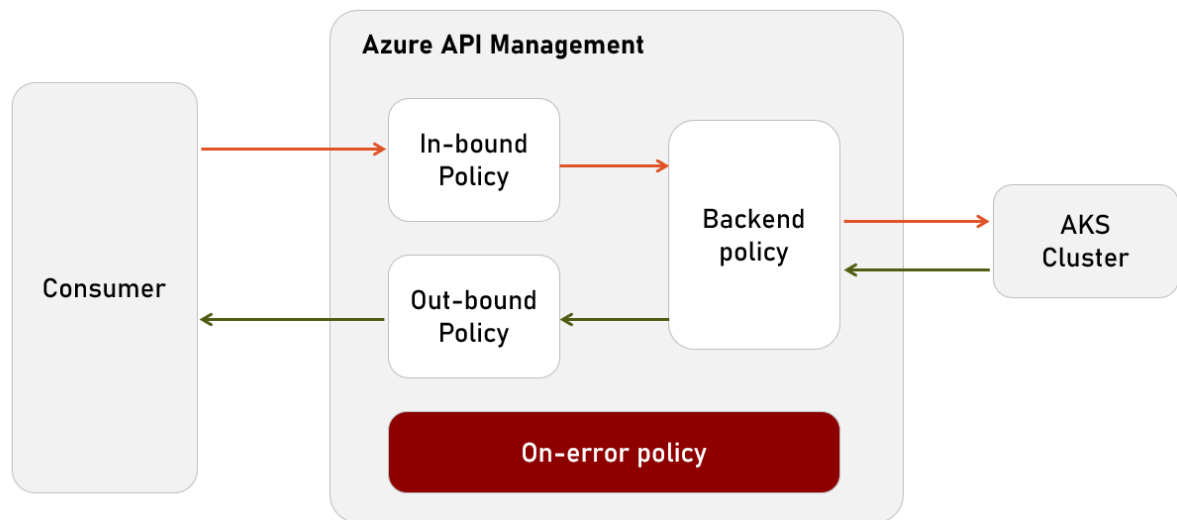 Azure API Management
Consumer
In-bound
Policy
Out-bound
Policy
Backend
policy
AKS
Cluster
On-error policy